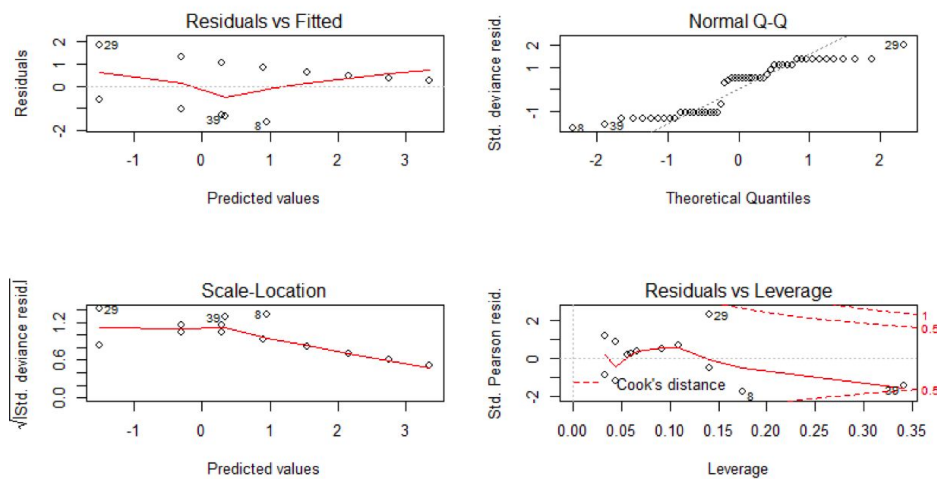 Residuals vs Fitted
Residuals
2
1
0
-2
29
39
8
-1 0 1 2 3
Predicted values
Normal Q-Q
Std. deviance resid.
2
1
-1
8
39
29
-2 -1 0 1 2
Theoretical Quantiles
Scale-Location
√|Std. deviance resid.|
1.2
0.6
0.0
29
39
8
-1 0 1 2 3
Predicted values
Residuals vs Leverage
Std. Pearson resid.
2
0
-2
29
8
39
1
0.5
0.5
Cook's distance
0.00 0.05 0.10 0.15 0.20 0.25 0.30 0.35
Leverage